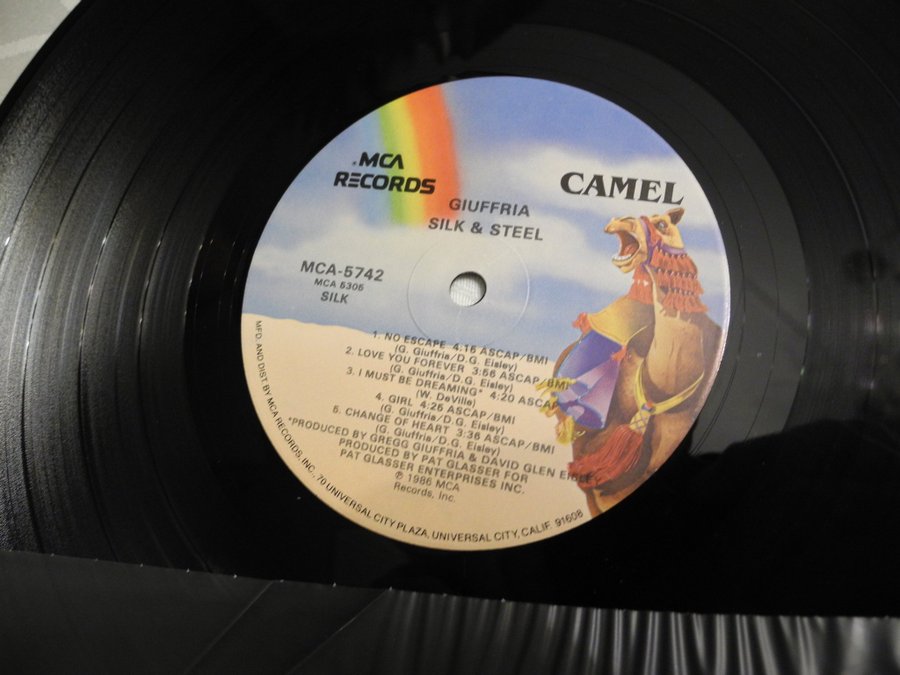 MCA
RECORDS
CAMEL
GIUFFRIA
SILK & STEEL
MCA-5742
MCA 5305
SILK
1. NO ESCAPE 4:16 ASCAP/BMI
(G. Giuffria/D.G. Eisley)
2. LOVE YOU FOREVER 3:56 ASCAP/BMI
(G. Giuffria/D.G. Eisley)
3. I MUST BE DREAMING* 4:20 ASCAP
(W. DeVille)
4. GIRL 4:25 ASCAP/BMI
(G. Giuffria/D.G. Eisley)
5. CHANGE OF HEART 3:36 ASCAP/BMI
(G. Giuffria/D.G. Eisley)
*PRODUCED BY GREGG GIUFFRIA & DAVID GLEN EISLEY
PRODUCED BY PAT GLASSER FOR
PAT GLASSER ENTERPRISES INC.
℗ 1986 MCA
Records, Inc.
MFD. AND DIST. BY MCA RECORDS, INC., 70 UNIVERSAL CITY PLAZA, UNIVERSAL CITY, CALIF. 91608